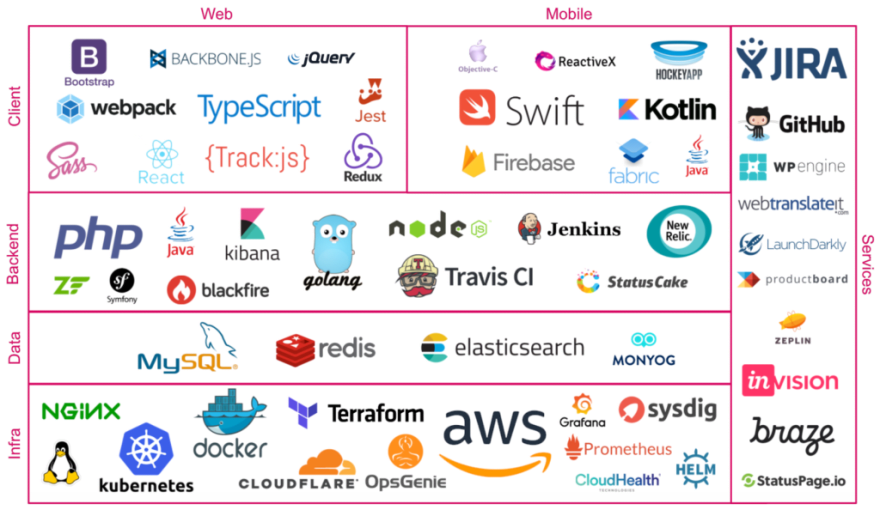 Web
Mobile
Client
B
Bootstrap
BACKBONE.JS
jQuery
webpack
TypeScript
Jest
Sass
React
{Track:js}
Redux
Objective-C
ReactiveX
HOCKEYAPP
Swift
Kotlin
Firebase
fabric
Java
Backend
php
Java
kibana
golang
node
JS
Jenkins
New
Relic.
ZF
sf
Symfony
blackfire
Travis CI
StatusCake
Data
MySQL®
redis
elasticsearch
MONYOG
Infra
NGINX
docker
Terraform
aws
Grafana
sysdig
kubernetes
CLOUDFLARE
OpsGenie
Prometheus
CloudHealth
TECHNOLOGIES
HELM
Services
JIRA
GitHub
WP engine
webtranslateit
.com
LaunchDarkly
productboard
ZEPLIN
inVISION
braze
StatusPage.io